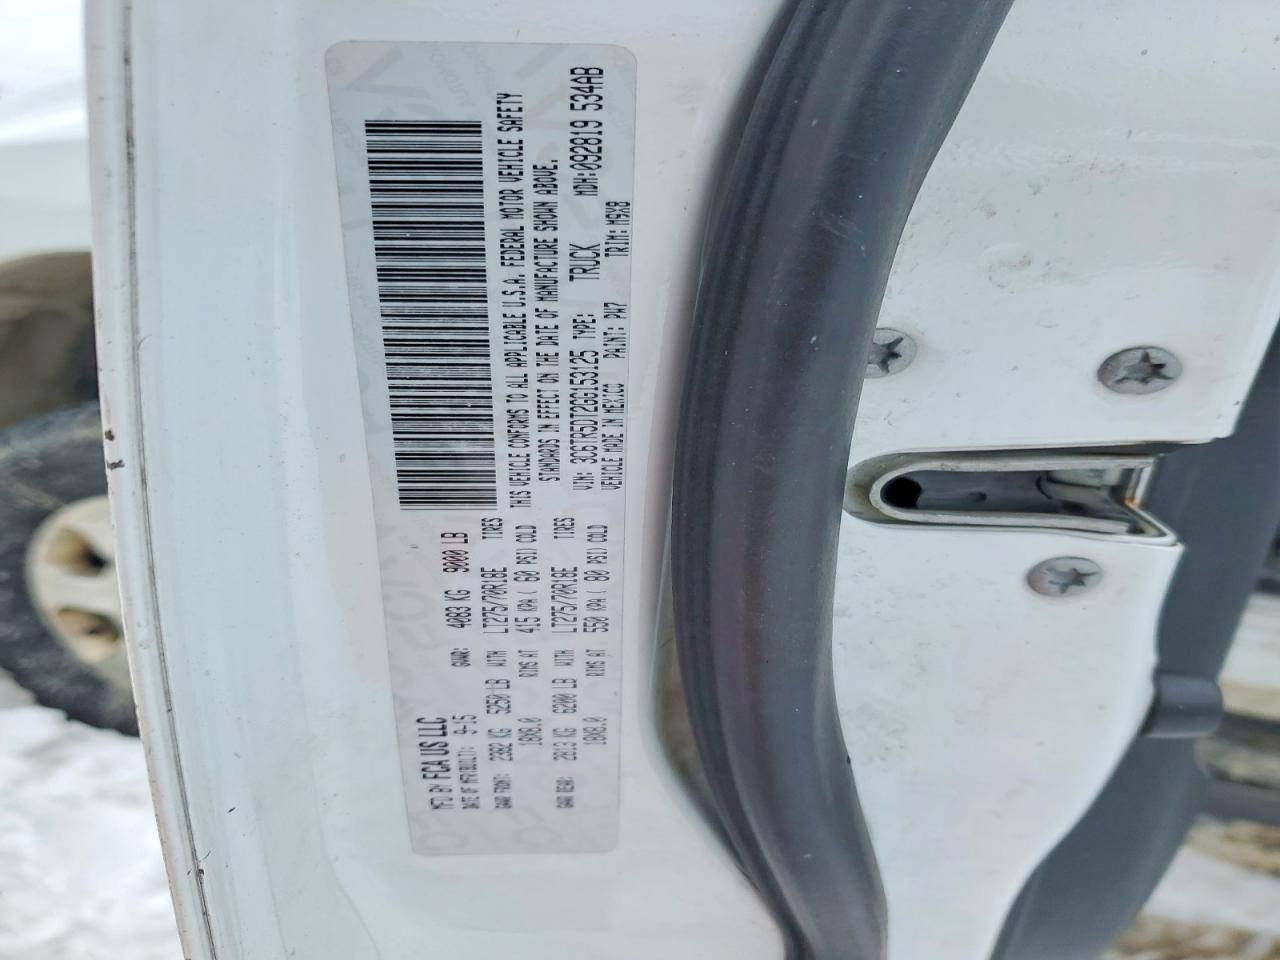 MFD BY FCA US LLC
DATE OF MFR(BUILT): 9-15 GVWR: 4083 KG 9000 LB
GAWR FRONT: 2382 KG 5250 LB WITH LT275/70R18E TIRES
18X8.0 RIMS AT 415 KPA( 60 PSI) COLD
GAWR REAR: 2813 KG 6200 LB WITH LT275/70R18E TIRES
18X8.0 RIMS AT 550 KPA( 80 PSI) COLD
THIS VEHICLE CONFORMS TO ALL APPLICABLE U.S.A. FEDERAL MOTOR VEHICLE SAFETY
STANDARDS IN EFFECT ON THE DATE OF MANUFACTURE SHOWN ABOVE.
VIN: 3C6TR5DT2GG153125 TYPE: TRUCK MDH:092819 534AB
VEHICLE MADE IN MEXICO PAINT: PW7 TRIM: M9X8